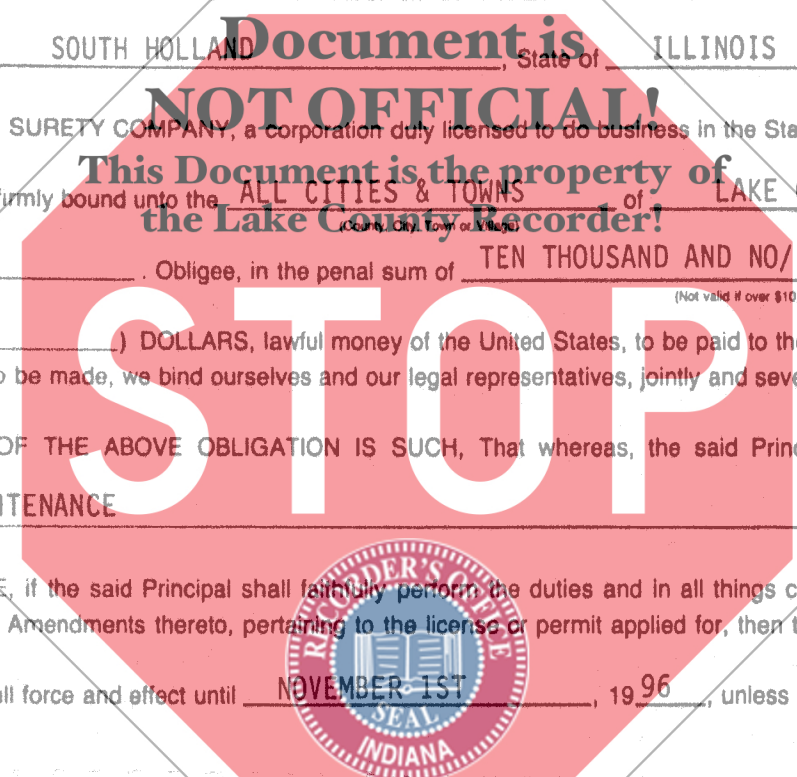 Document is
SOUTH HOLLAND , State of ILLINOIS
NOT OFFICIAL!
SURETY COMPANY, a corporation duly licensed to do business in the Sta
This Document is the property of
firmly bound unto the ALL CITIES & TOWNS of LAKE
the Lake County Recorder!
(County, City, Town or Village)
. Obligee, in the penal sum of TEN THOUSAND AND NO/
(Not valid if over $10
STOP
) DOLLARS, lawful money of the United States, to be paid to the
o be made, we bind ourselves and our legal representatives, jointly and seve
OF THE ABOVE OBLIGATION IS SUCH, That whereas, the said Princ
NTENANCE
E, if the said Principal shall faithfully perform the duties and in all things c
Amendments thereto, pertaining to the license or permit applied for, then t
ll force and effect until NOVEMBER 1ST , 19 96 , unless
RECORDER'S OFFICE
SEAL
INDIANA